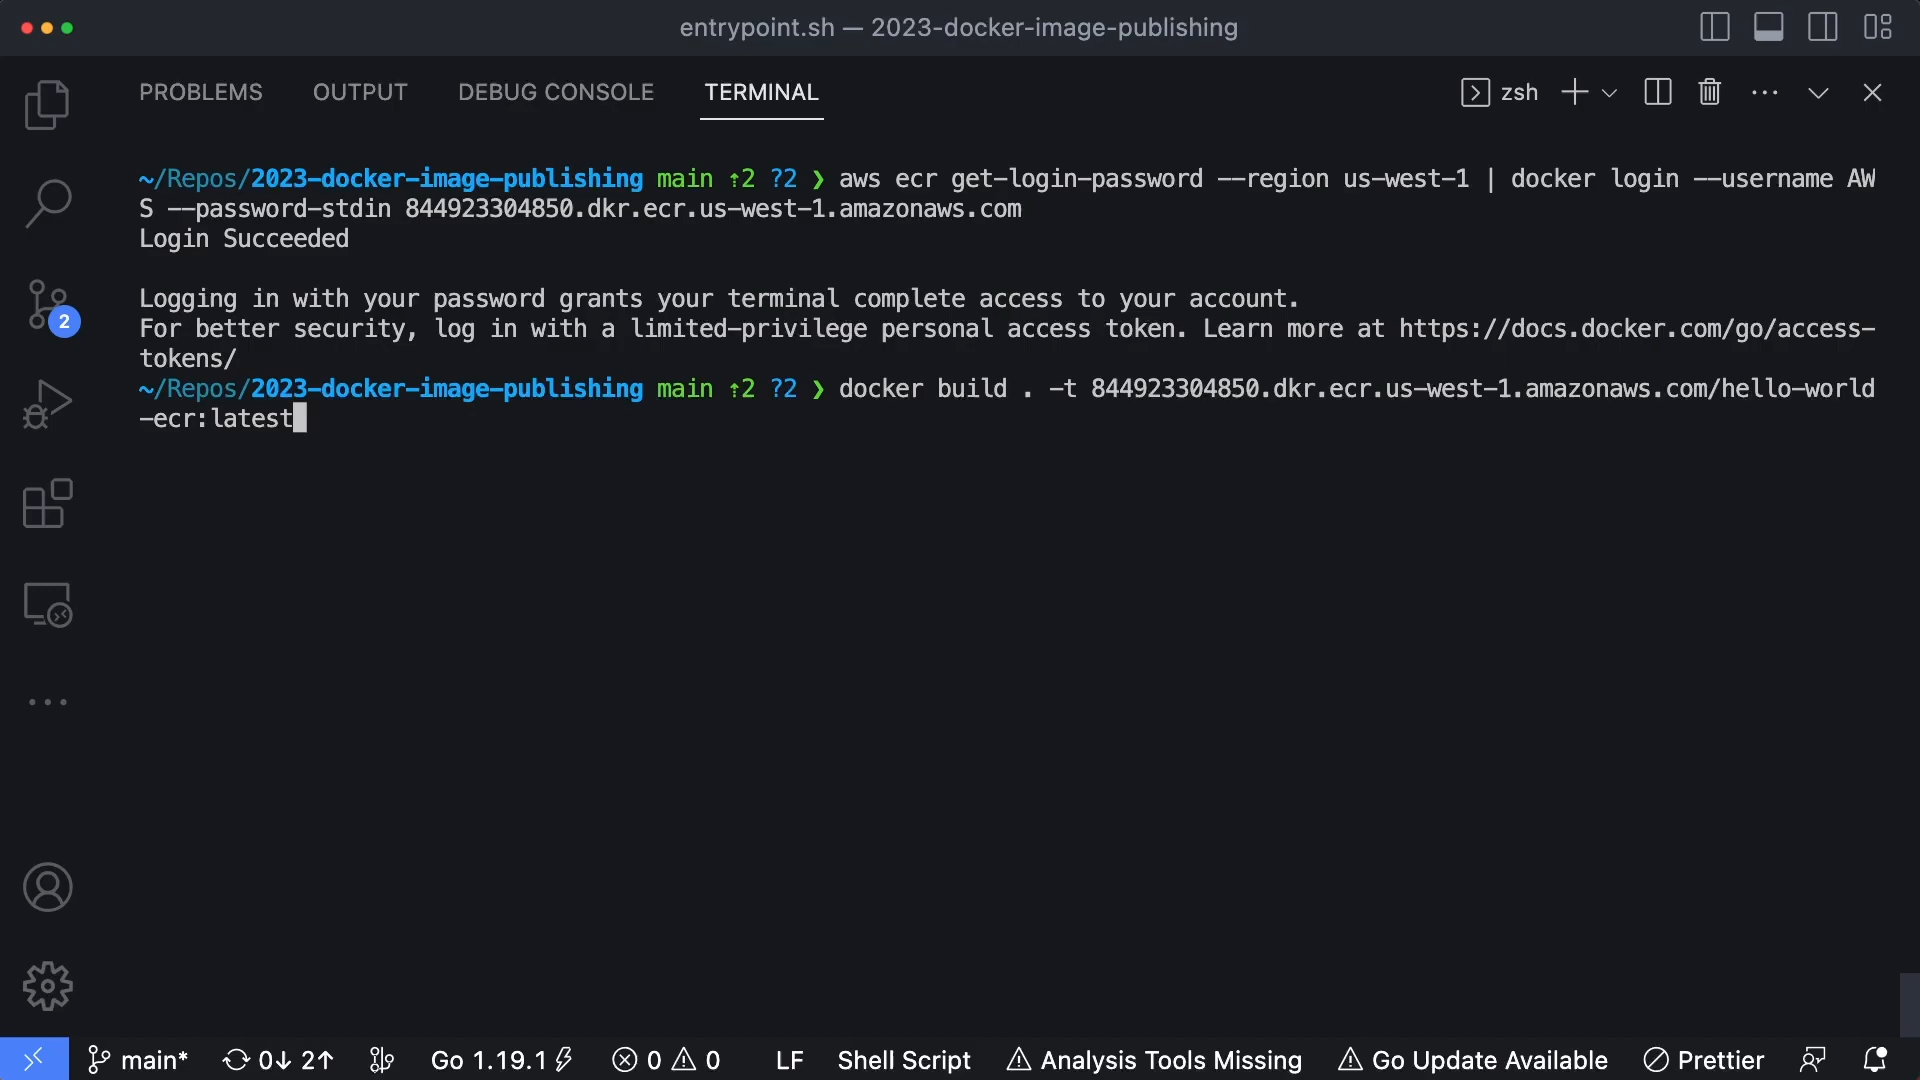 entrypoint.sh — 2023-docker-image-publishing
PROBLEMS OUTPUT DEBUG CONSOLE TERMINAL zsh
~/Repos/2023-docker-image-publishing main ⇡2 ?2 ❯ aws ecr get-login-password --region us-west-1 | docker login --username AW
S --password-stdin 844923304850.dkr.ecr.us-west-1.amazonaws.com
Login Succeeded
Logging in with your password grants your terminal complete access to your account.
For better security, log in with a limited-privilege personal access token. Learn more at https://docs.docker.com/go/access-
tokens/
~/Repos/2023-docker-image-publishing main ⇡2 ?2 ❯ docker build . -t 844923304850.dkr.ecr.us-west-1.amazonaws.com/hello-world
-ecr:latest
2
main* 0↓ 2↑ Go 1.19.1 0 0 LF Shell Script Analysis Tools Missing Go Update Available Prettier